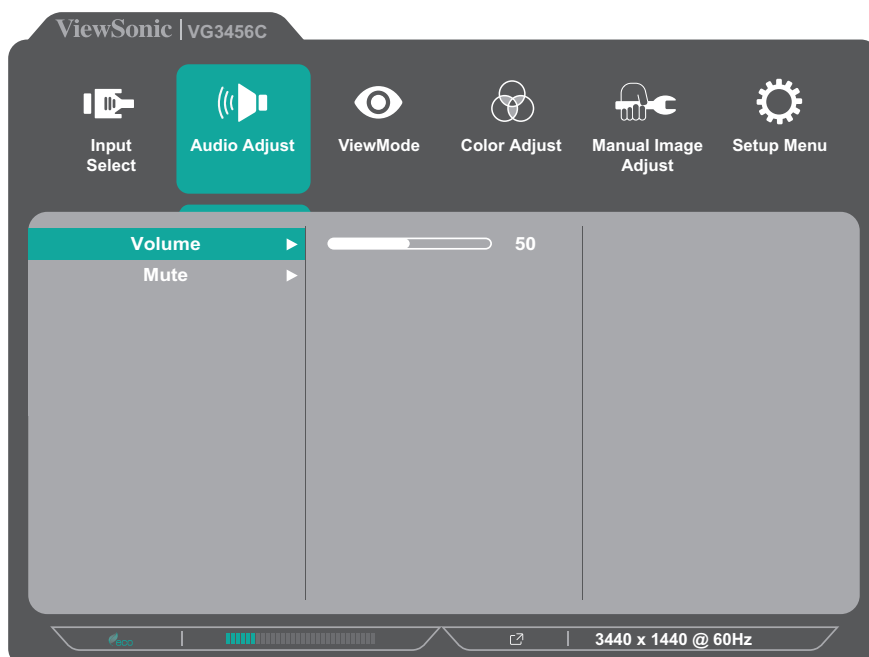 ViewSonic | VG3456C
Input
Select
Audio Adjust
ViewMode
Color Adjust
Manual Image
Adjust
Setup Menu
Volume 50
Mute
eco
3440 x 1440 @ 60Hz